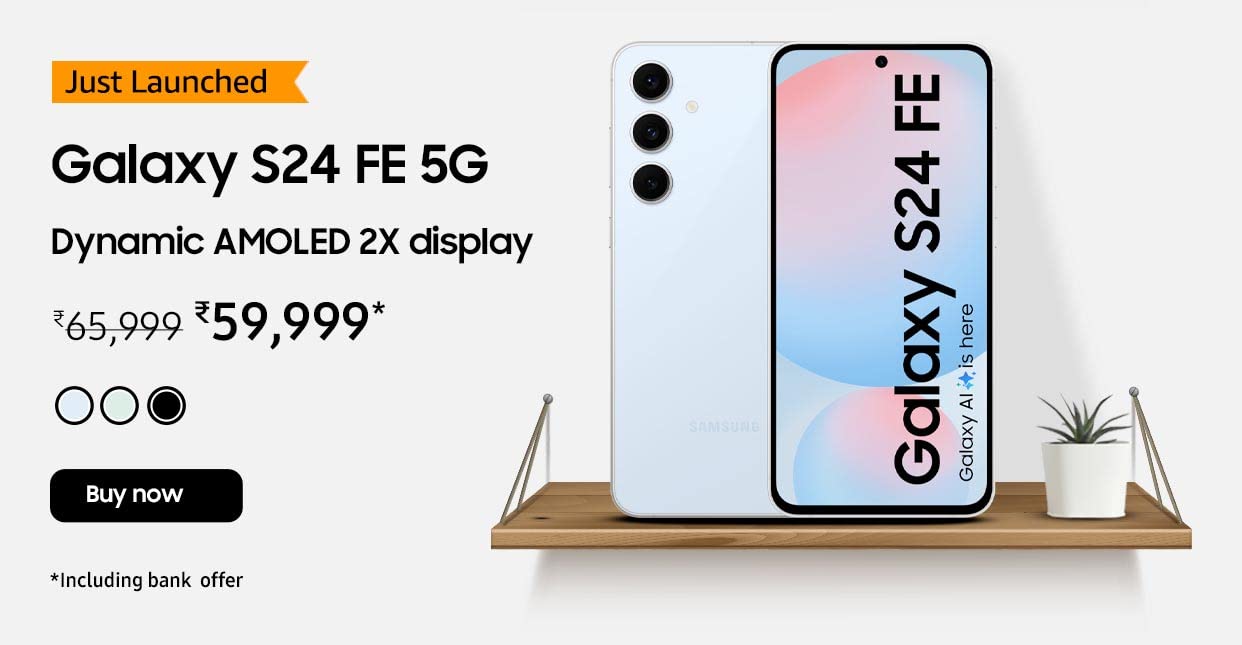 Just Launched
Galaxy S24 FE 5G
Dynamic AMOLED 2X display
₹65,999 ₹59,999*
Buy now
*Including bank offer
SAMSUNG
Galaxy S24 FE
Galaxy AI ✨ is here